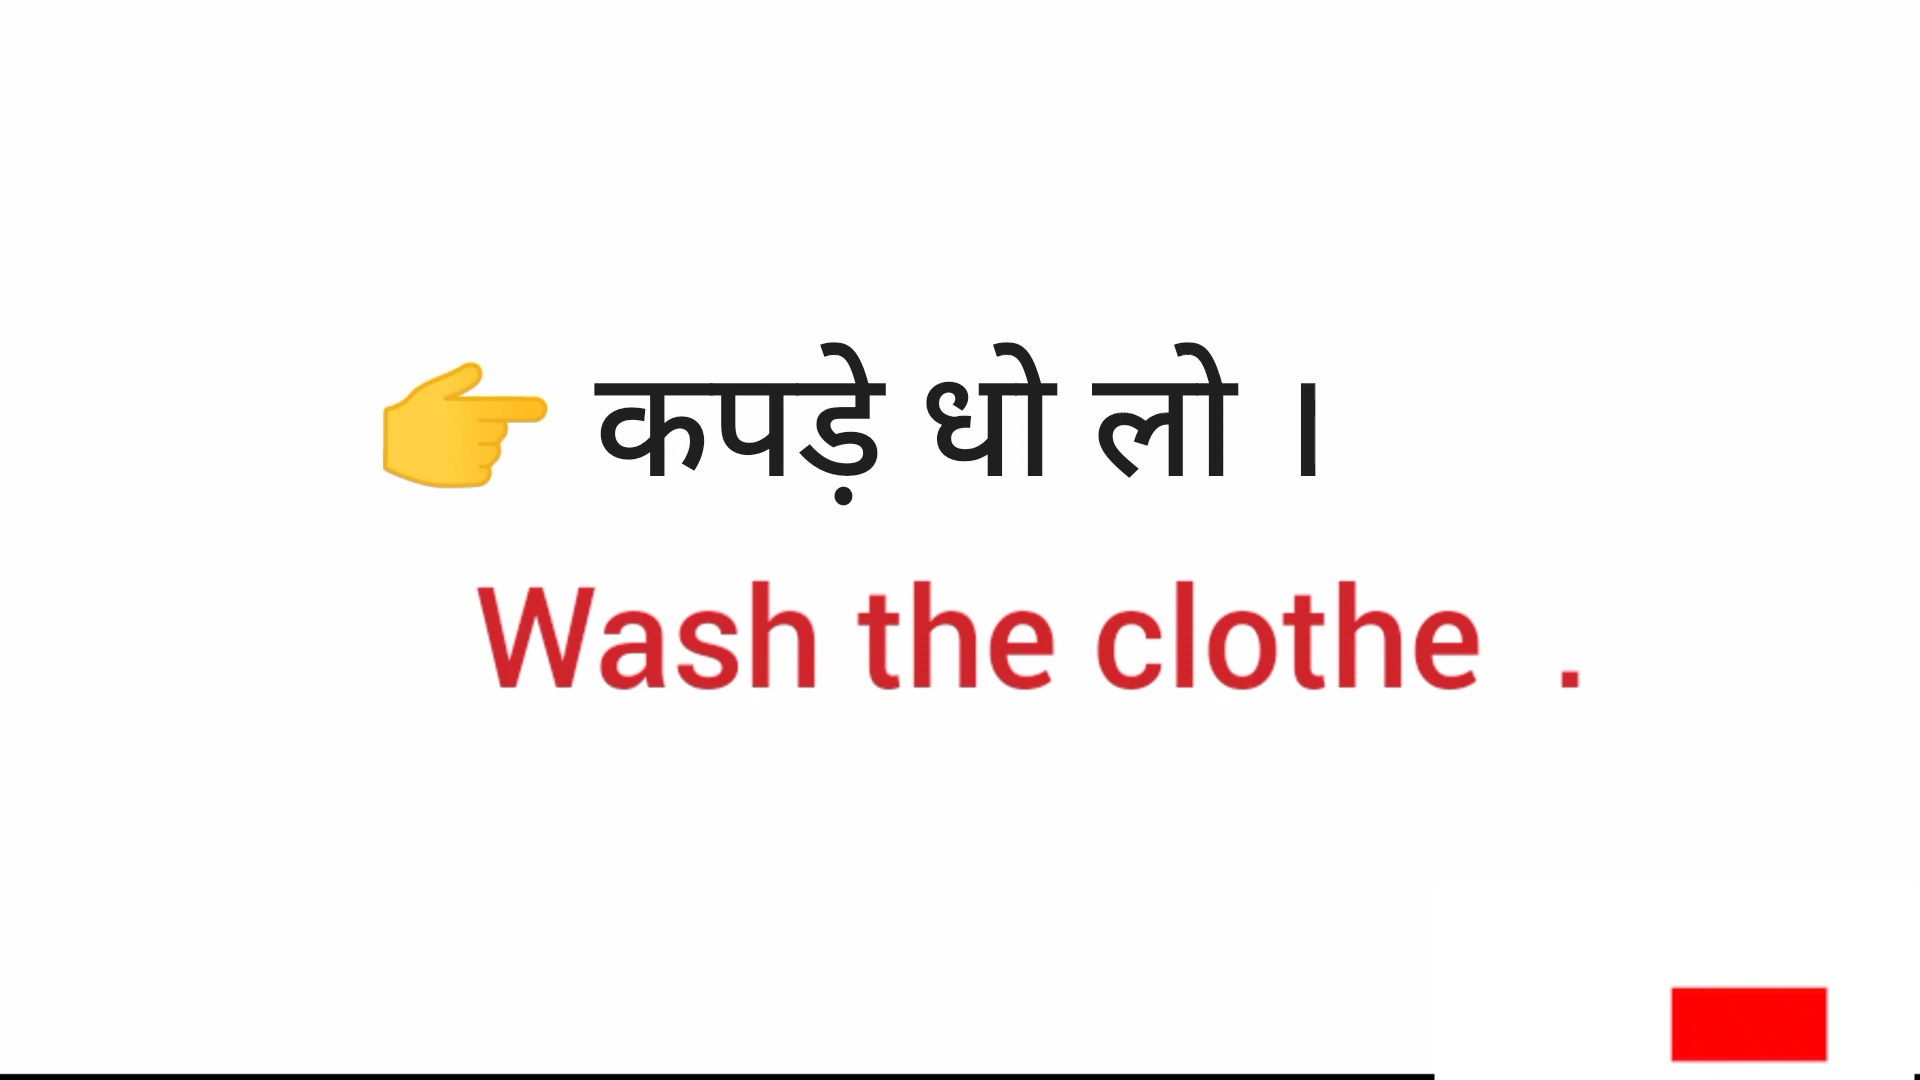 👉 कपड़े धो लो ।
Wash the clothe .